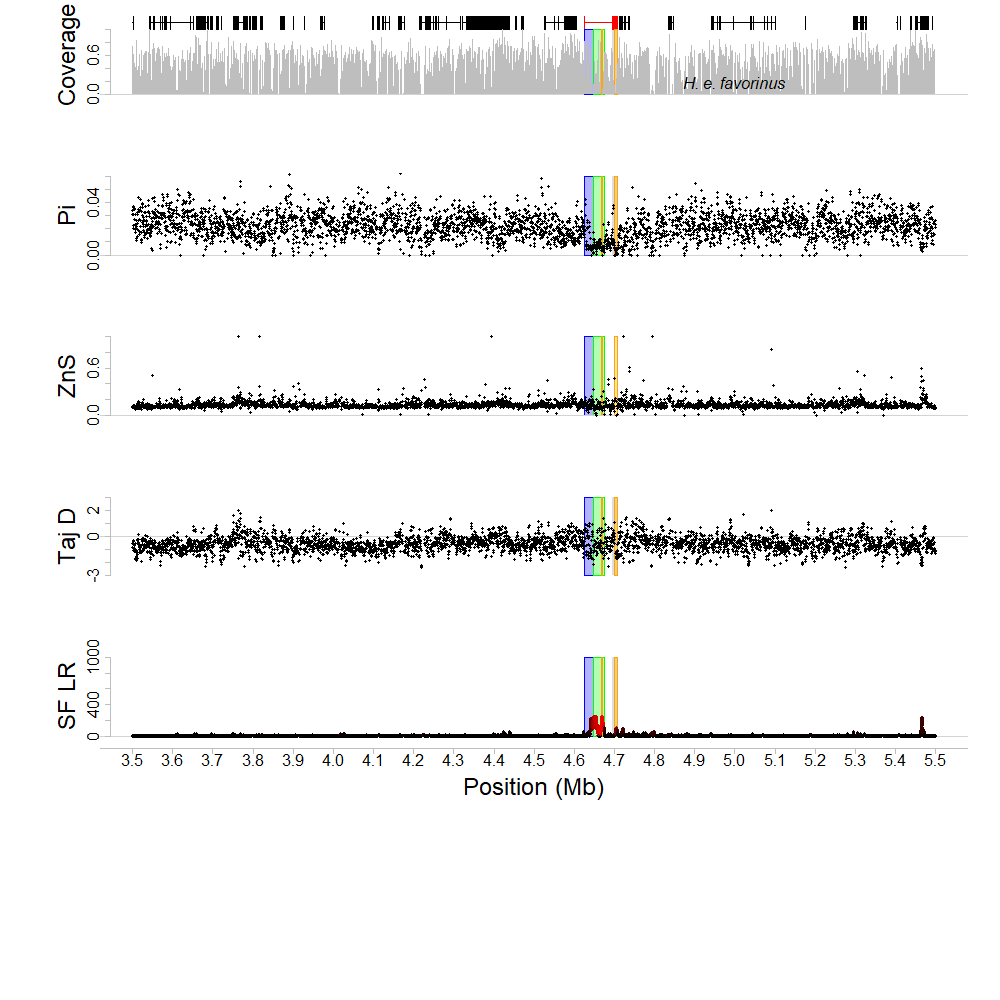 Coverage
0.6
0.0
H. e. favorinus
Pi
0.04
0.00
ZnS
0.6
0.0
Taj D
2
0
-3
SF LR
1000
400
0
3.5 3.6 3.7 3.8 3.9 4.0 4.1 4.2 4.3 4.4 4.5 4.6 4.7 4.8 4.9 5.0 5.1 5.2 5.3 5.4 5.5
Position (Mb)